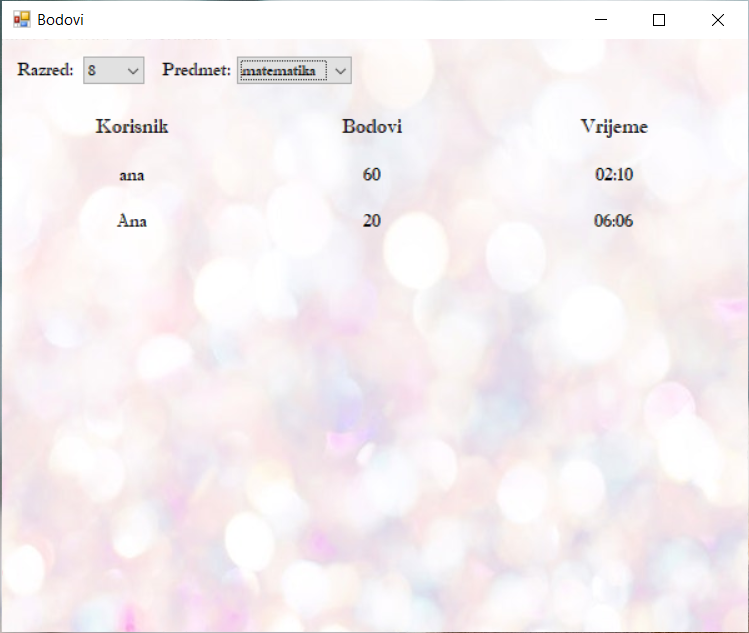 Bodovi
Razred: 8 Predmet: matematika
Korisnik Bodovi Vrijeme
ana 60 02:10
Ana 20 06:06